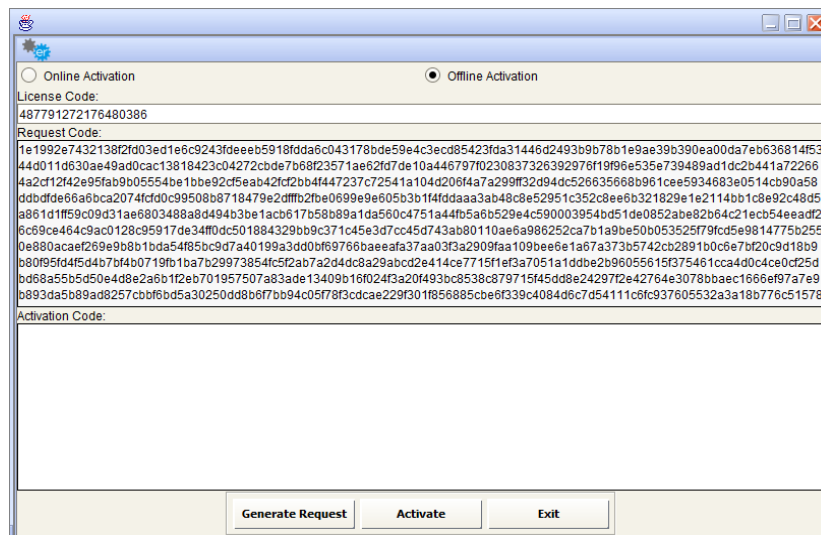 er
Online Activation
Offline Activation
License Code:
487791272176480386
Request Code:
1e1992e7432138f2fd03ed1e6c9243fdeeeb5918fdda6c043178bde59e4c3ecd85423fda31446d2493b9b78b1e9ae39b390ea00da7eb636814f53
44d011d630ae49ad0cac13818423c04272cbde7b68f23571ae62fd7de10a446797f0230837326392976f19f96e535e739489ad1dc2b441a72266
4a2cf12f42e95fab9b05554be1bbe92cf5eab42fcf2bb4f447237c72541a104d206f4a7a299ff32d94dc526635668b961cee5934683e0514cb90a58
ddbdfde66a6bca2074fcfd0c99508b8718479e2dfffb2fbe0699e9e605b3b1f4fddaaa3ab48c8e52951c352c8ee6b321829e1e2114bb1c8e92c48d5
a861d1ff59c09d31ae6803488a8d494b3be1acb617b58b89a1da560c4751a44fb5a6b529e4c590003954bd51de0852abe82b64c21ecb54eeadf2
6c69ce464c9ac0128c95917de34ff0dc501884329bb9c371c45e3d7cc45d743ab80110ae6a986252ca7b1a9be50b053525f79fcd5e9814775b255
0e880acaef269e9b8b1bda54f85bc9d7a40199a3dd0bf69766baeeafa37aa03f3a2909faa109bee6e1a67a373b5742cb2891b0c6e7bf20c9d18b9
b80f95fd4f5d4b7bf4b0719fb1ba7b29973854fc5f2ab7a2d4dc8a29abcd2e414ce7715f1ef3a7051a1ddbe2b96055615f375461cca4d0c4ce0cf25d
bd68a55b5d50e4d8e2a6b1f2eb701957507a83ade13409b16f024f3a20f493bc8538c879715f45dd8e24297f2e42764e3078bbaec1666ef97a7e9
b893da5b89ad8257cbbf6bd5a30250dd8b6f7bb94c05f78f3cdcae229f301f856885cbe6f339c4084d6c7d54111c6fc937605532a3a18b776c51578
Activation Code:
Generate Request
Activate
Exit